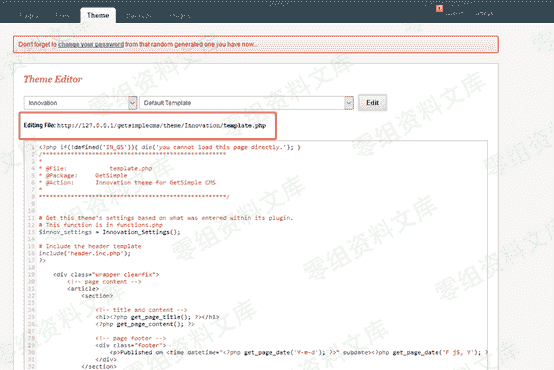 Theme
Don't forget to change your password from that random generated one you have now..
Theme Editor
Innovation Default Template Edit
Editing File: http://127.0.0.1/getsimplecms/theme/Innovation/template.php
1 <?php if(!defined('IN_GS')){ die('you cannot load this page directly.'); }
2 /****************************************************
3 *
4 * @File: template.php
5 * @Package: GetSimple
6 * @Action: Innovation theme for GetSimple CMS
7 *
8 *****************************************************/
9
10
11 # Get this theme's settings based on what was entered within its plugin.
12 # This function is in functions.php
13 $innov_settings = Innovation_Settings();
14
15 # Include the header template
16 include('header.inc.php');
17 ?>
18
19 <div class="wrapper clearfix">
20 <!-- page content -->
21 <article>
22 <section>
23
24 <!-- title and content -->
25 <h1><?php get_page_title(); ?></h1>
26 <?php get_page_content(); ?>
27
28 <!-- page footer -->
29 <div class="footer">
30 <p>Published on <time datetime="<?php get_page_date('Y-m-d'); ?>" pubdate><?php get_page_date('F jS, Y'); ?
31 </div>
32 </section>
零组资料文库